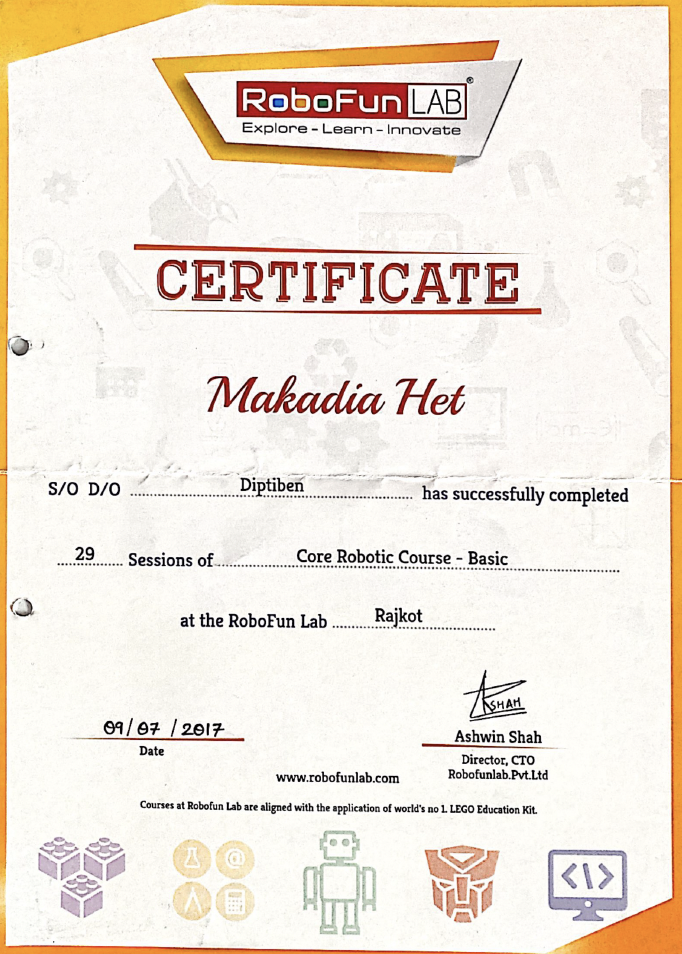 RoboFun LAB®
Explore - Learn - Innovate
CERTIFICATE
Makadia Het
S/O D/O Diptiben has successfully completed
29 Sessions of Core Robotic Course - Basic
at the RoboFun Lab Rajkot
ASHAH
09/07/2017
Ashwin Shah
Date
Director, CTO
www.robofunlab.com
Robofunlab.Pvt.Ltd
Courses at Robofun Lab are aligned with the application of world's no 1. LEGO Education Kit.
@
<\>